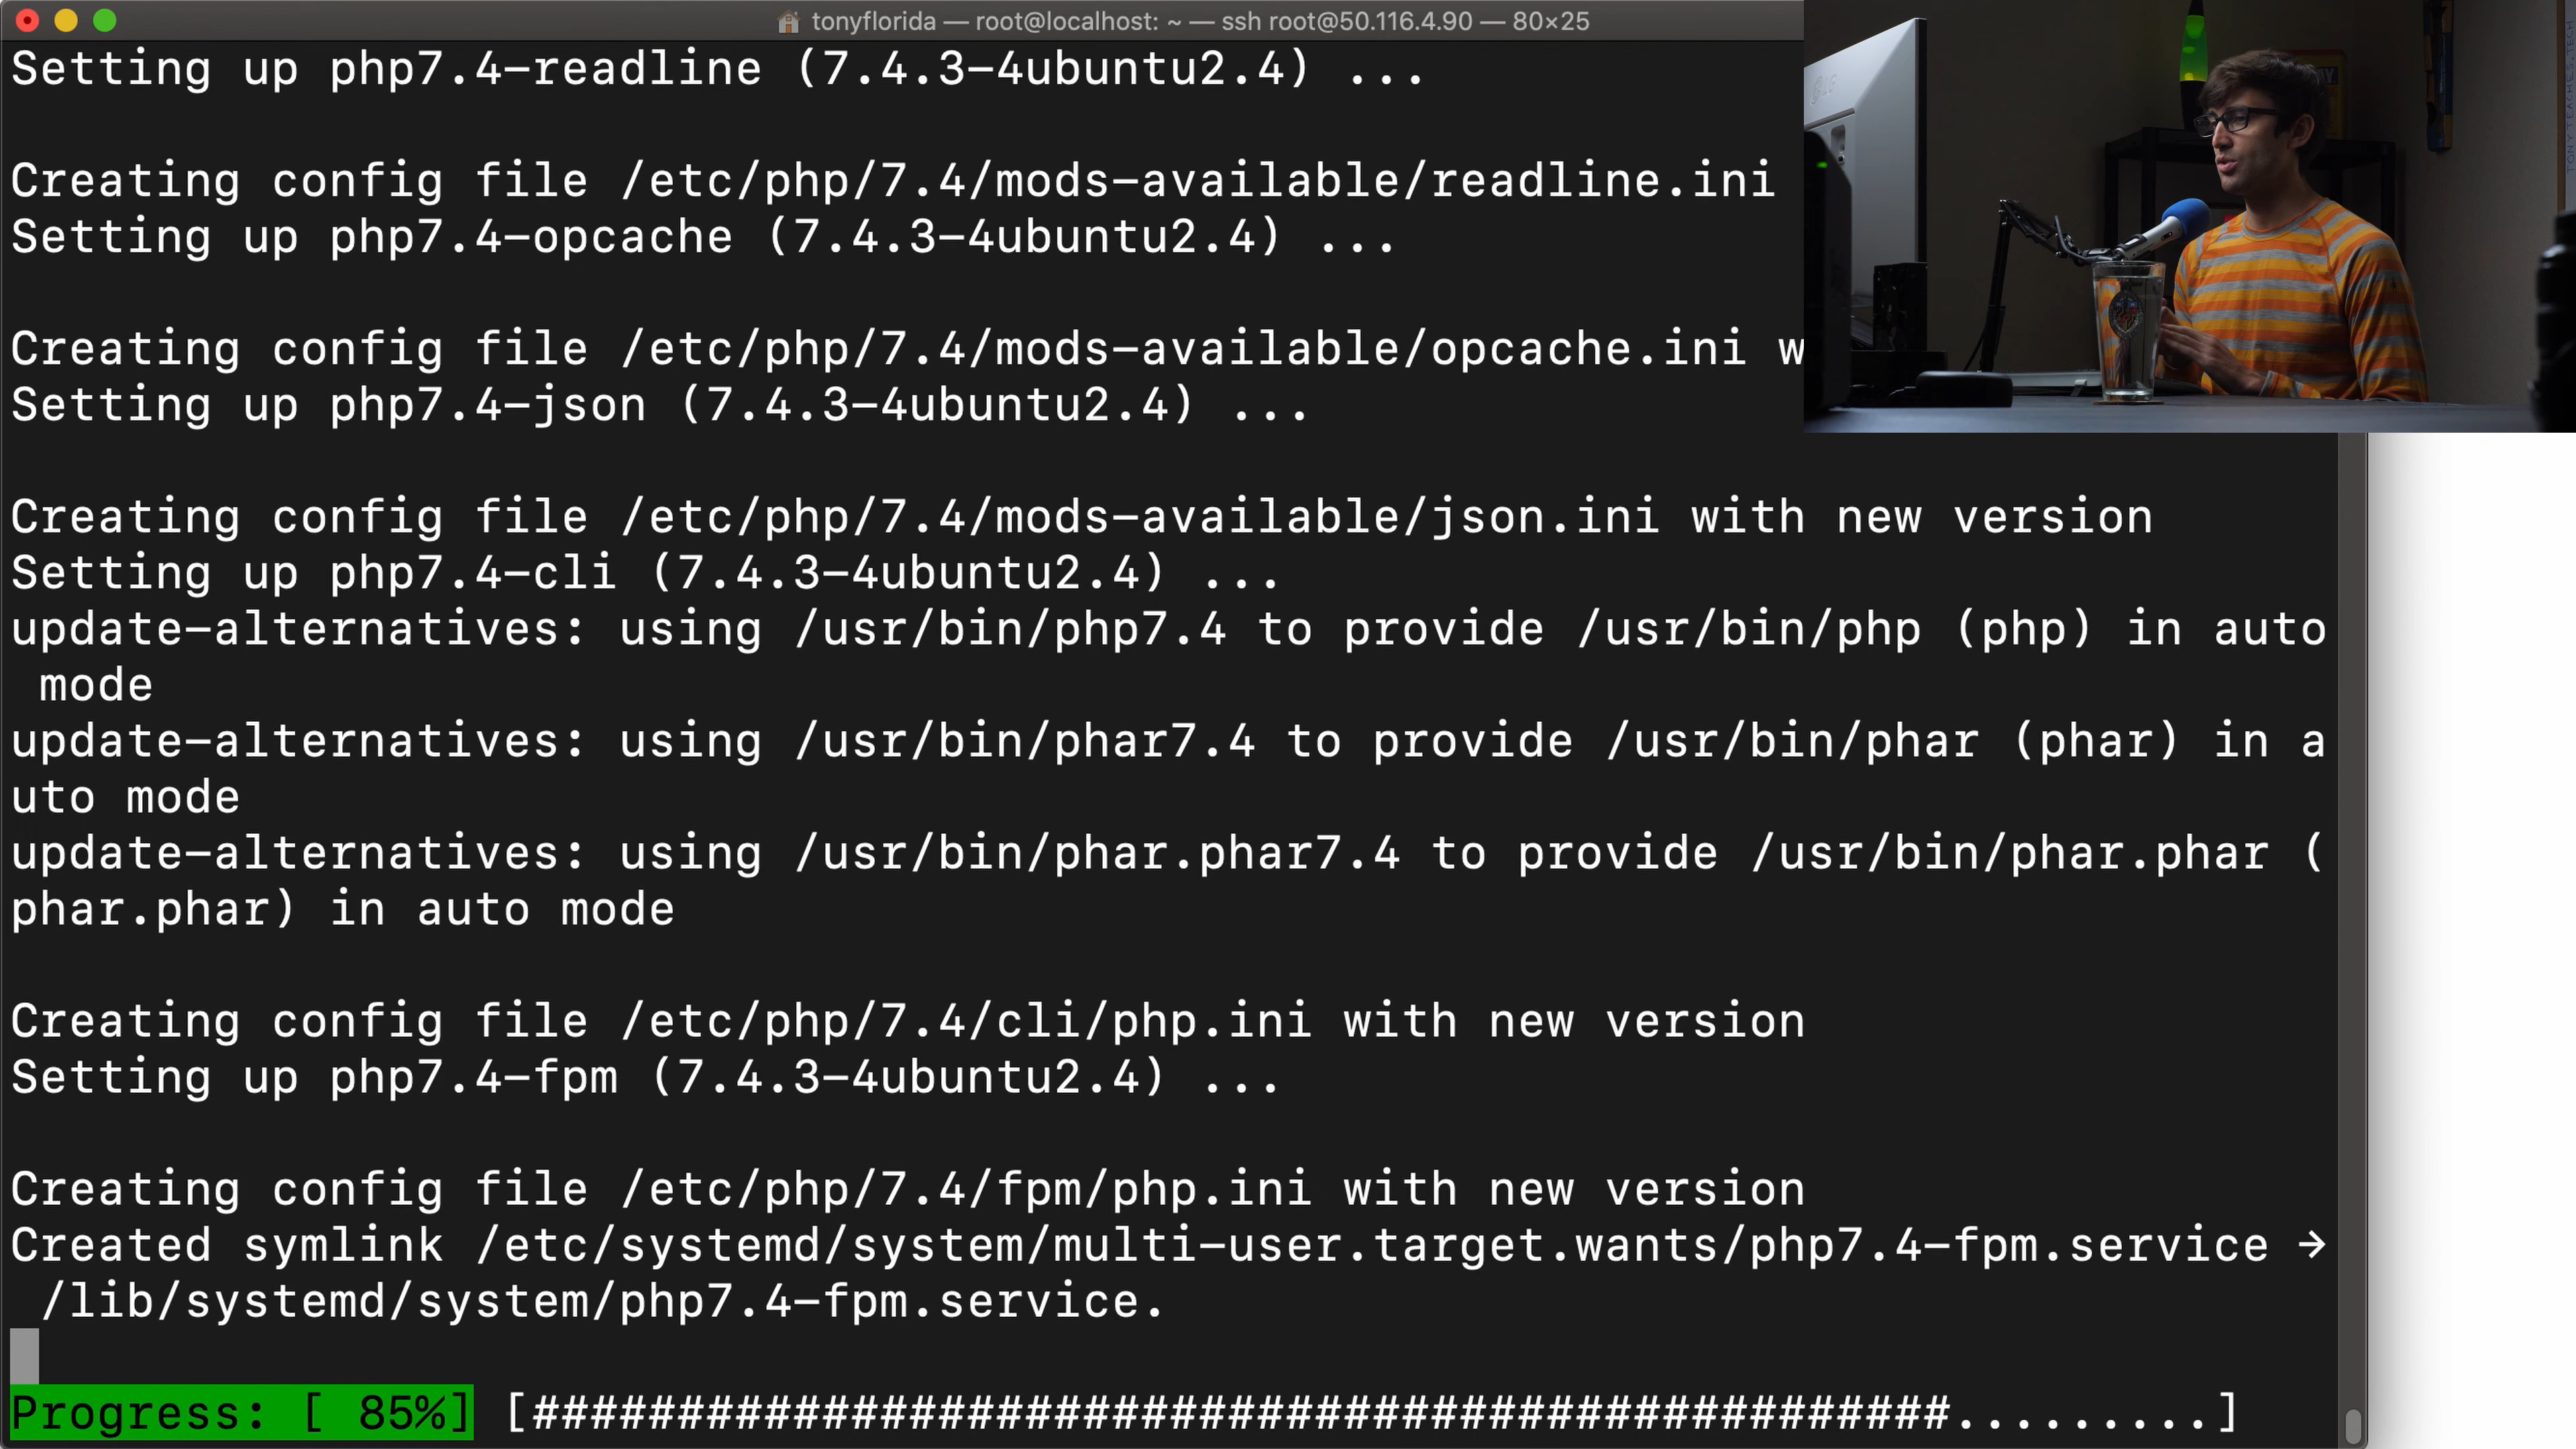 tonyflorida — root@localhost: ~ — ssh root@50.116.4.90 — 80×25
Setting up php7.4-readline (7.4.3-4ubuntu2.4) ...
Creating config file /etc/php/7.4/mods-available/readline.ini
Setting up php7.4-opcache (7.4.3-4ubuntu2.4) ...
Creating config file /etc/php/7.4/mods-available/opcache.ini w
Setting up php7.4-json (7.4.3-4ubuntu2.4) ...
Creating config file /etc/php/7.4/mods-available/json.ini with new version
Setting up php7.4-cli (7.4.3-4ubuntu2.4) ...
update-alternatives: using /usr/bin/php7.4 to provide /usr/bin/php (php) in auto
mode
update-alternatives: using /usr/bin/phar7.4 to provide /usr/bin/phar (phar) in a
uto mode
update-alternatives: using /usr/bin/phar.phar7.4 to provide /usr/bin/phar.phar (
phar.phar) in auto mode
Creating config file /etc/php/7.4/cli/php.ini with new version
Setting up php7.4-fpm (7.4.3-4ubuntu2.4) ...
Creating config file /etc/php/7.4/fpm/php.ini with new version
Created symlink /etc/systemd/system/multi-user.target.wants/php7.4-fpm.service →
/lib/systemd/system/php7.4-fpm.service.
Progress: [ 85%] [#################################################.........]
LG